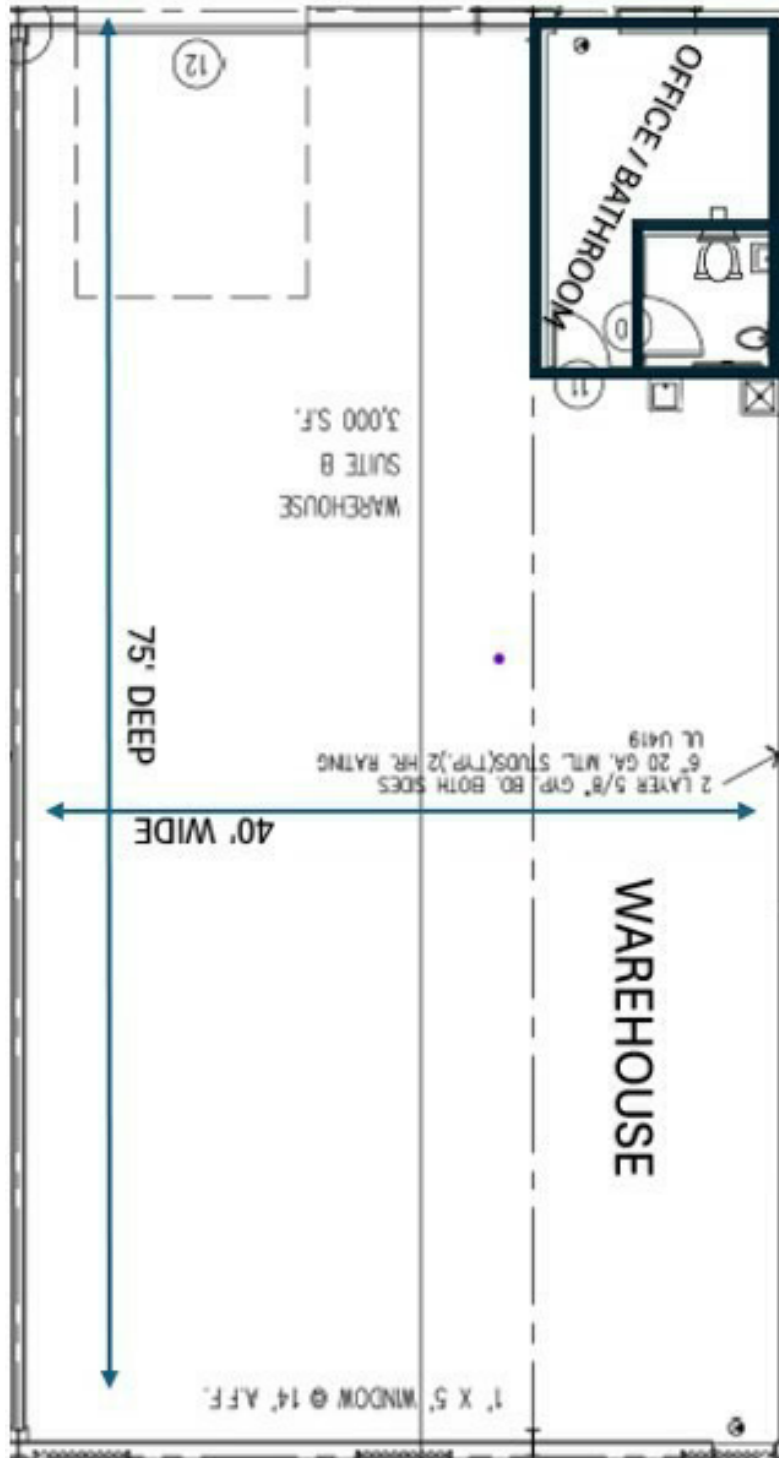 12
OFFICE / BATHROOM
11
WAREHOUSE
SUITE B
3,000 S.F.
75' DEEP
2 LAYER 5/8" GYP. BD. BOTH SIDES
6" 20 GA. MTL. STUDS(TYP.)2 HR. RATING
UL U419
40' WIDE
WAREHOUSE
1' X 5' WINDOW @ 14' A.F.F.